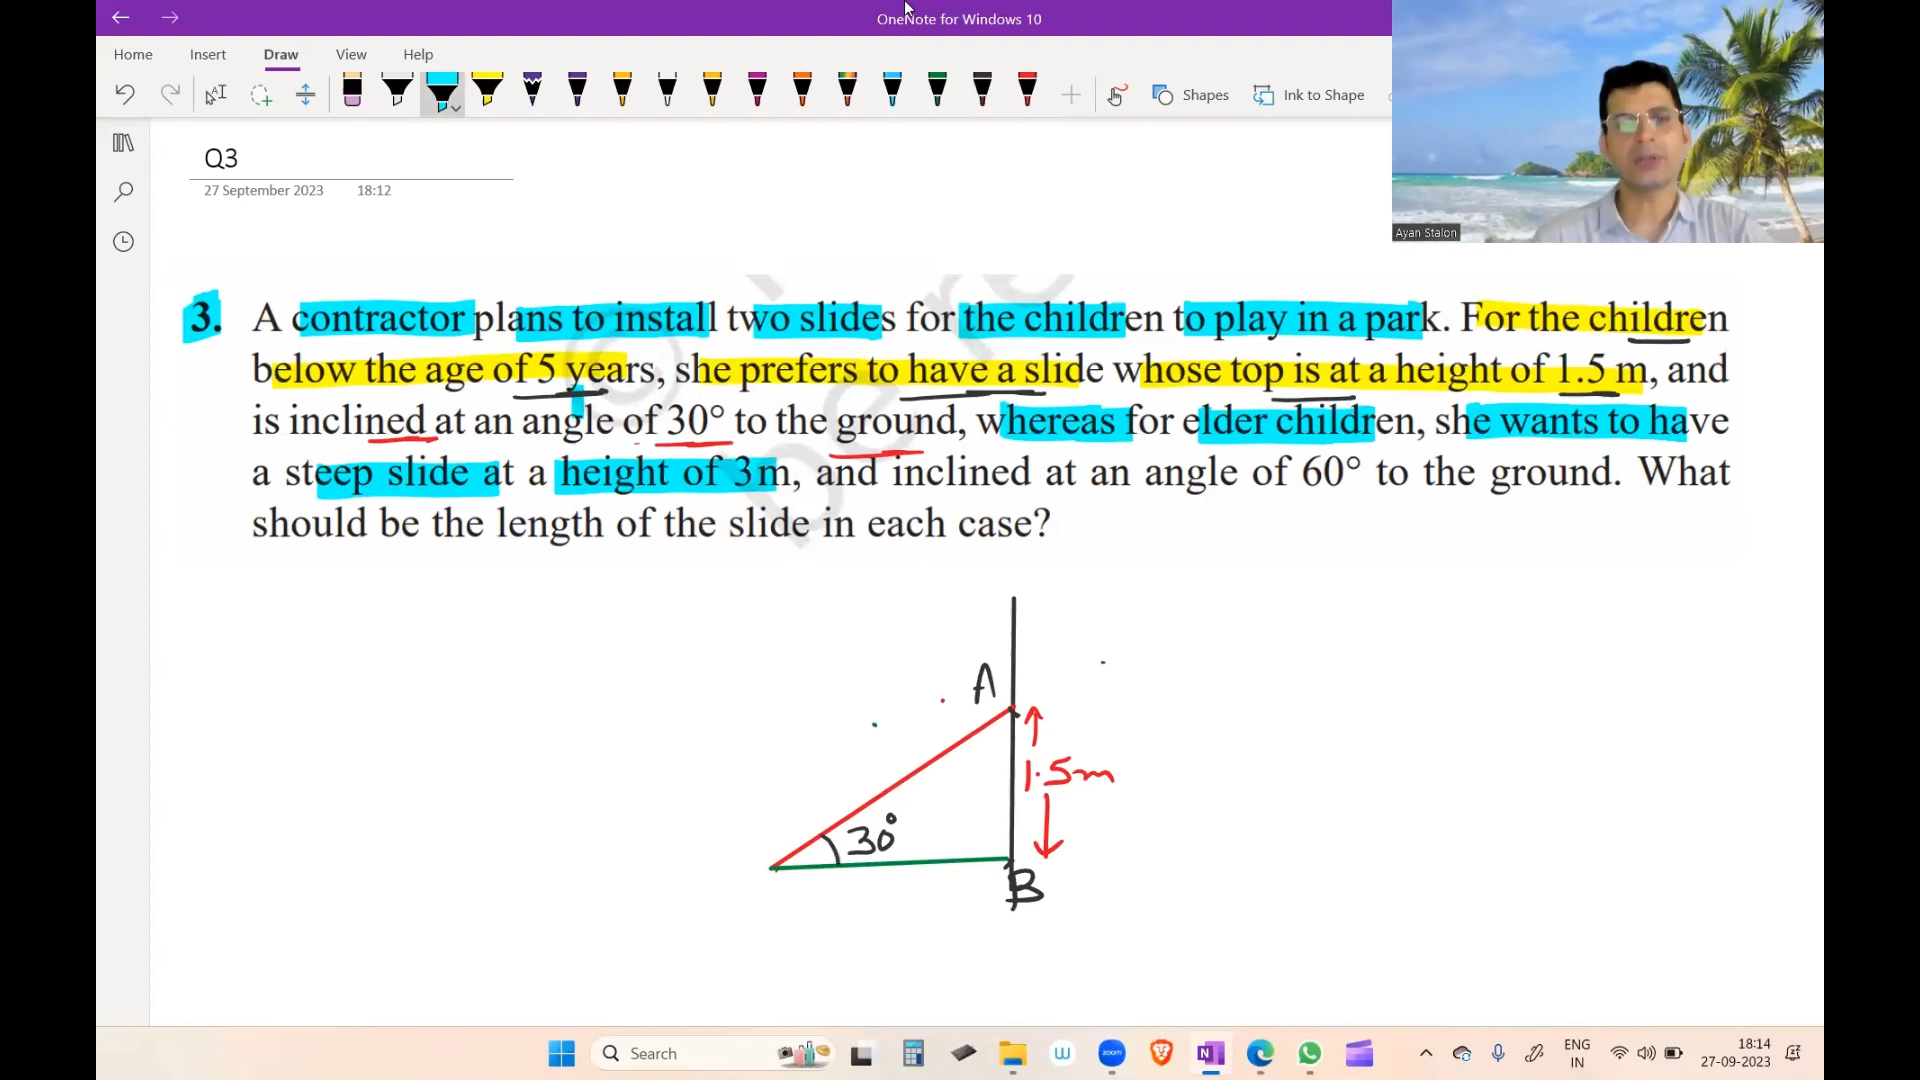 OneNote for Windows 10
Home Insert Draw View Help
Shapes Ink to Shape
Q3
27 September 2023 18:12
Ayan Stalon
3. A contractor plans to install two slides for the children to play in a park. For the children
below the age of 5 years, she prefers to have a slide whose top is at a height of 1.5 m, and
is inclined at an angle of 30° to the ground, whereas for elder children, she wants to have
a steep slide at a height of 3m, and inclined at an angle of 60° to the ground. What
should be the length of the slide in each case?
A
1.5m
30°
B
Search
zoom
ENG
IN
18:14
27-09-2023